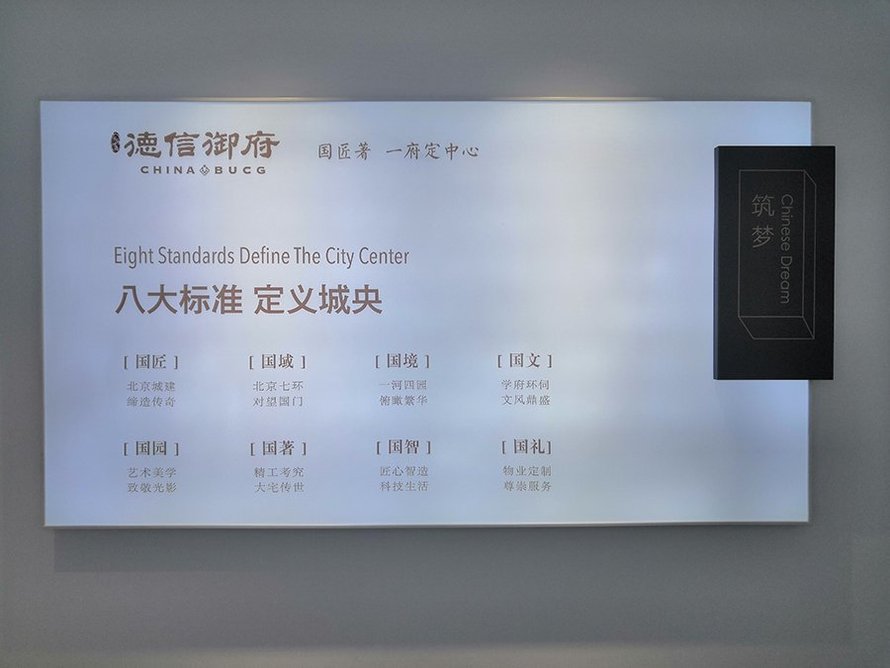 德信御府
CHINA BUCG
国匠著 一府定中心
Eight Standards Define The City Center
八大标准 定义城央
[ 国匠 ]
北京城建
缔造传奇
[ 国域 ]
北京七环
对望国门
[ 国境 ]
一河四园
俯瞰繁华
[ 国文 ]
学府环伺
文风鼎盛
[ 国园 ]
艺术美学
致敬光影
[ 国著 ]
精工考究
大宅传世
[ 国智 ]
匠心智造
科技生活
[ 国礼]
物业定制
尊崇服务
筑梦
Chinese Dream